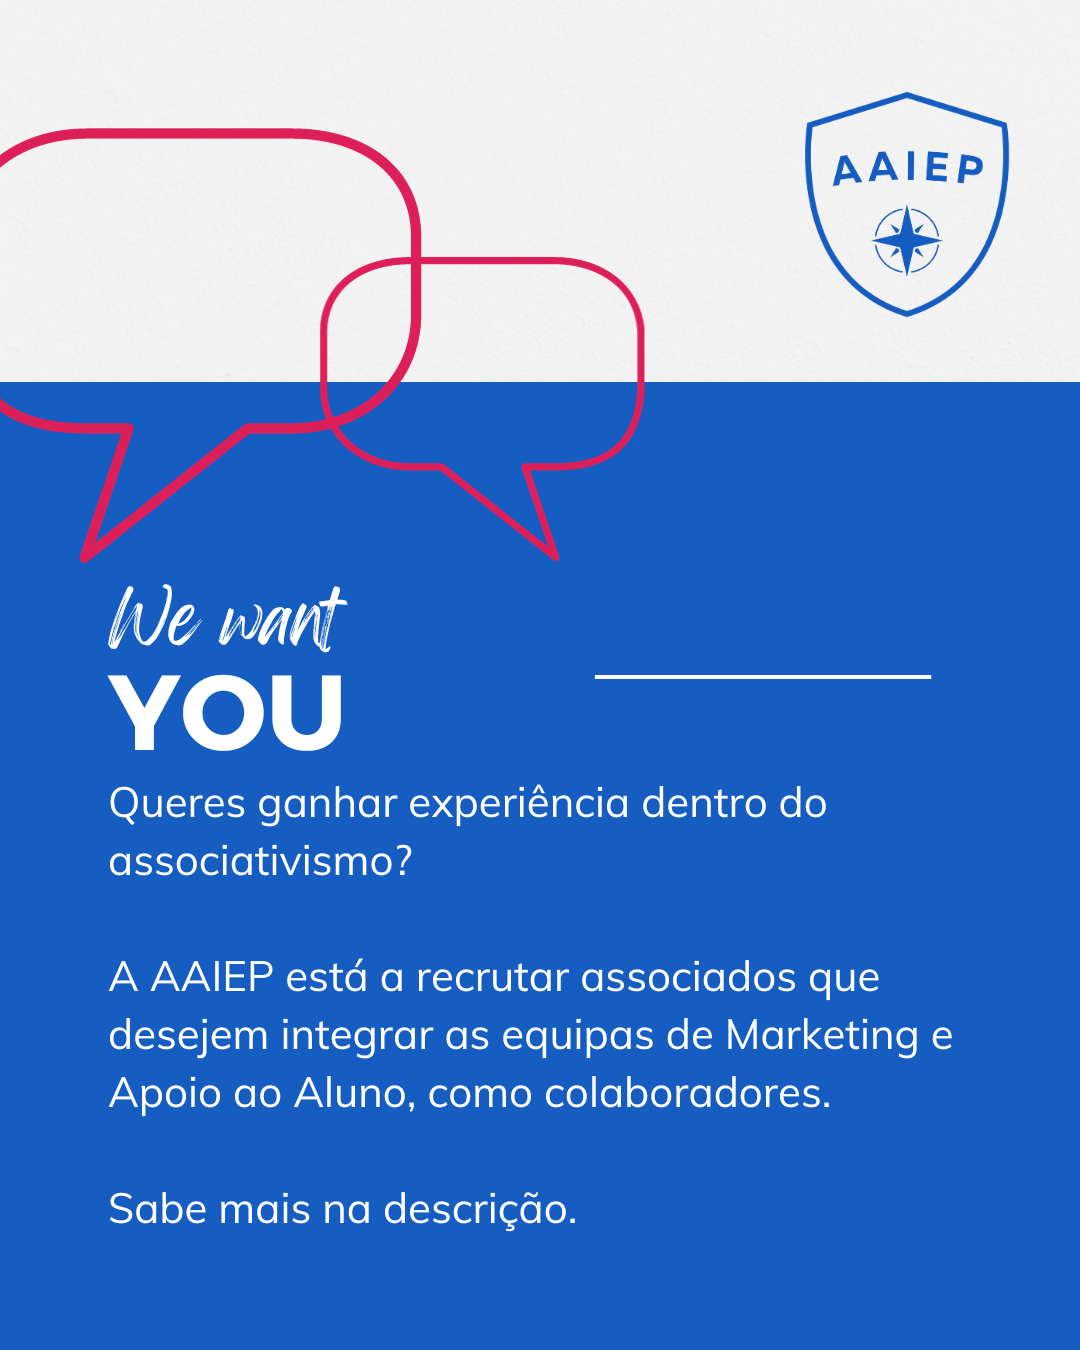 AAIEP
We want
YOU
Queres ganhar experiência dentro do
associativismo?
A AAIEP está a recrutar associados que
desejem integrar as equipas de Marketing e
Apoio ao Aluno, como colaboradores.
Sabe mais na descrição.